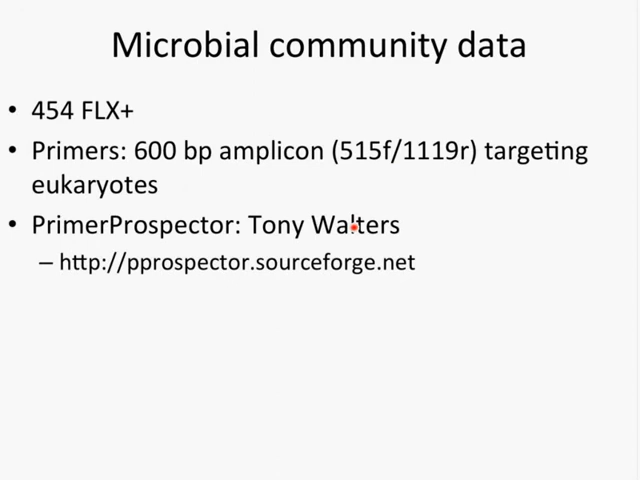 Microbial community data
• 454 FLX+
• Primers: 600 bp amplicon (515f/1119r) targeting
eukaryotes
• PrimerProspector: Tony Walters
– http://pprospector.sourceforge.net